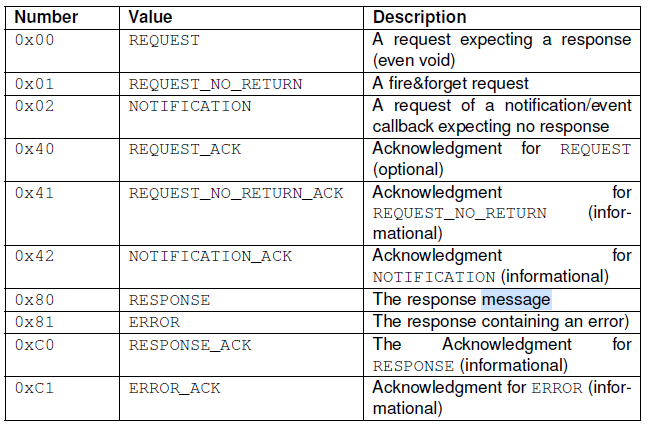 Number Value Description
0x00 REQUEST A request expecting a response
(even void)
0x01 REQUEST_NO_RETURN A fire&forget request
0x02 NOTIFICATION A request of a notification/event
callback expecting no response
0x40 REQUEST_ACK Acknowledgment for REQUEST
(optional)
0x41 REQUEST_NO_RETURN_ACK Acknowledgment for
REQUEST_NO_RETURN (infor-
mational)
0x42 NOTIFICATION_ACK Acknowledgment for
NOTIFICATION (informational)
0x80 RESPONSE The response message
0x81 ERROR The response containing an error)
0xC0 RESPONSE_ACK The Acknowledgment for
RESPONSE (informational)
0xC1 ERROR_ACK Acknowledgment for ERROR (infor-
mational)